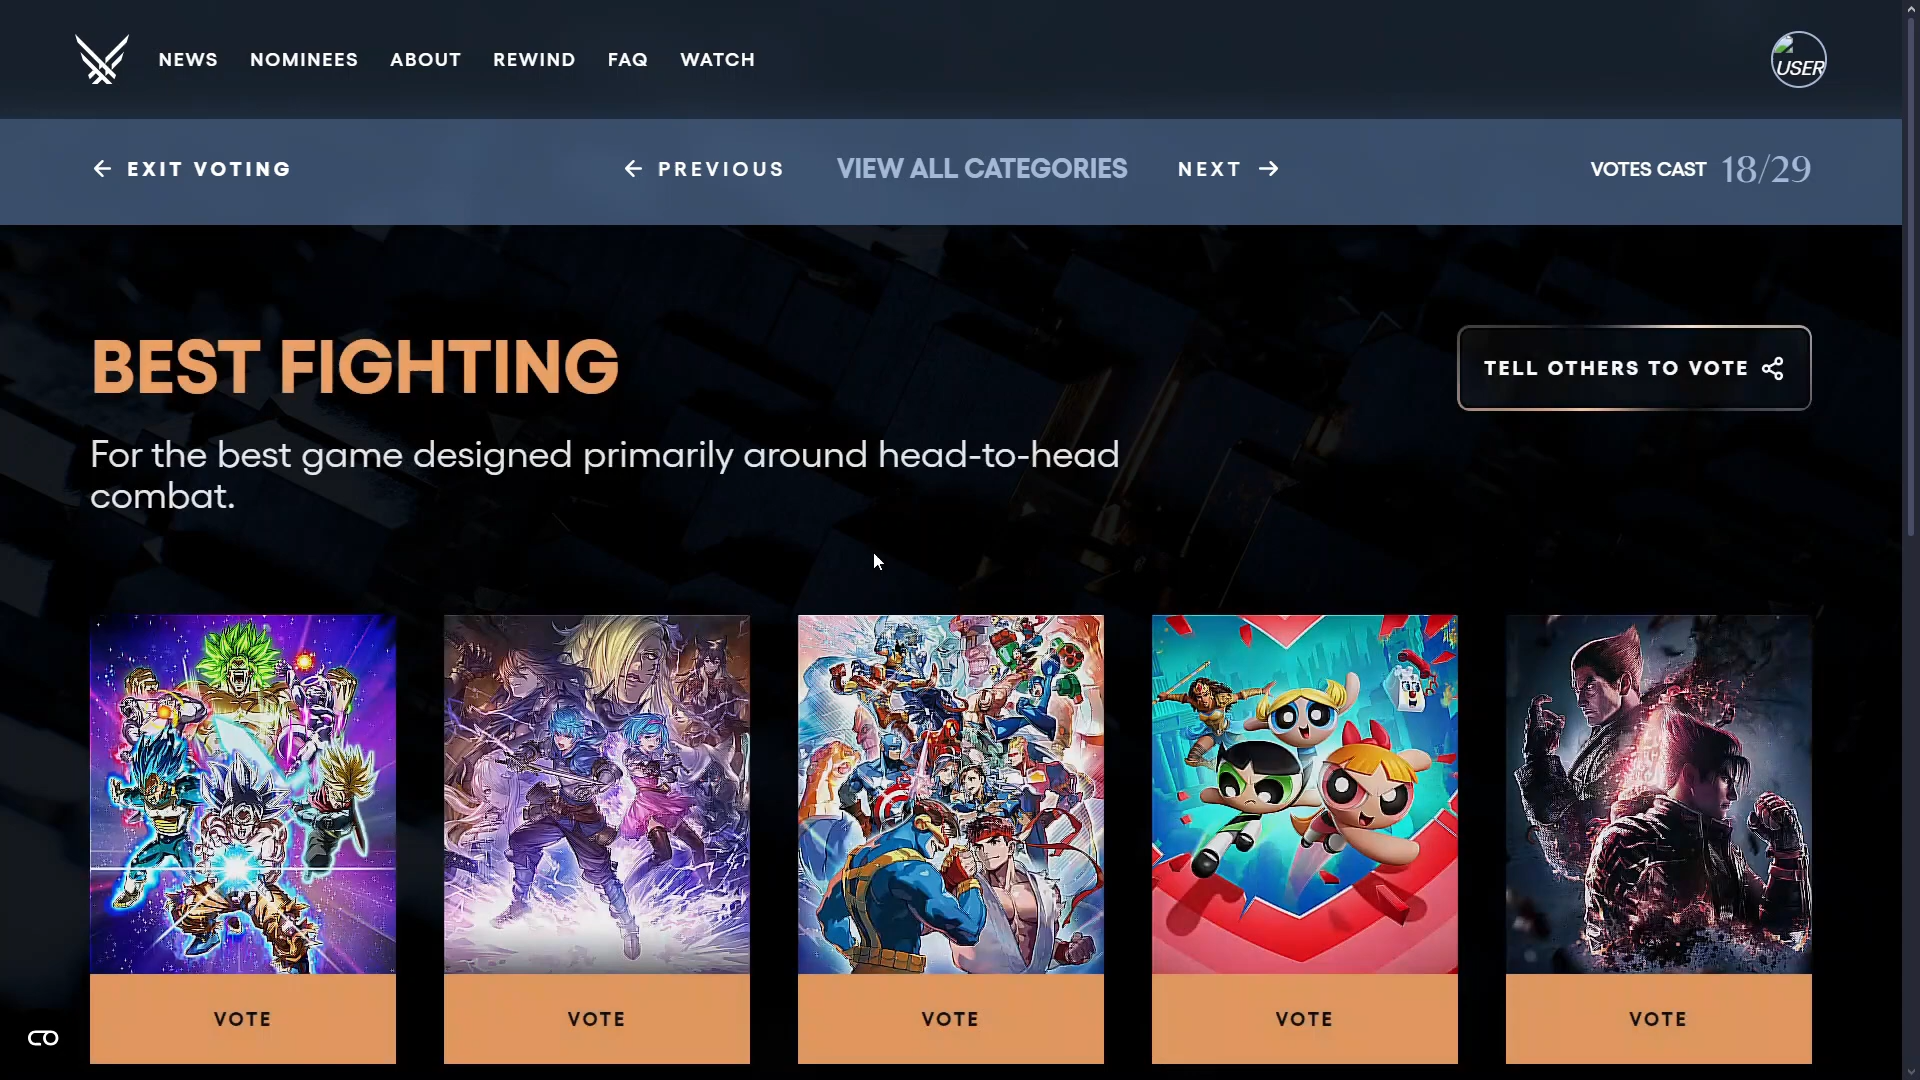 NEWS NOMINEES ABOUT REWIND FAQ WATCH
USER
EXIT VOTING
PREVIOUS
VIEW ALL CATEGORIES
NEXT
VOTES CAST 18/29
BEST FIGHTING
TELL OTHERS TO VOTE
For the best game designed primarily around head-to-head
combat.
VOTE
VOTE
VOTE
VOTE
VOTE